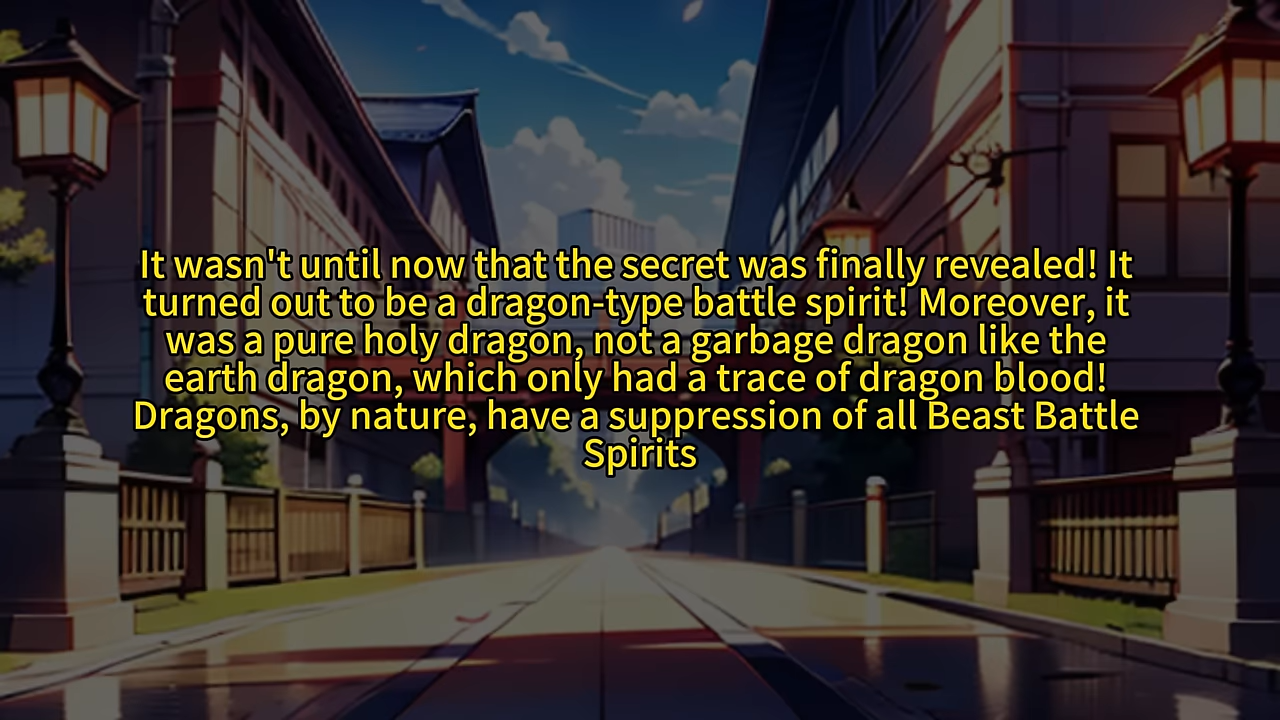 It wasn't until now that the secret was finally revealed! It
turned out to be a dragon-type battle spirit! Moreover, it
was a pure holy dragon, not a garbage dragon like the
earth dragon, which only had a trace of dragon blood!
Dragons, by nature, have a suppression of all Beast Battle
Spirits